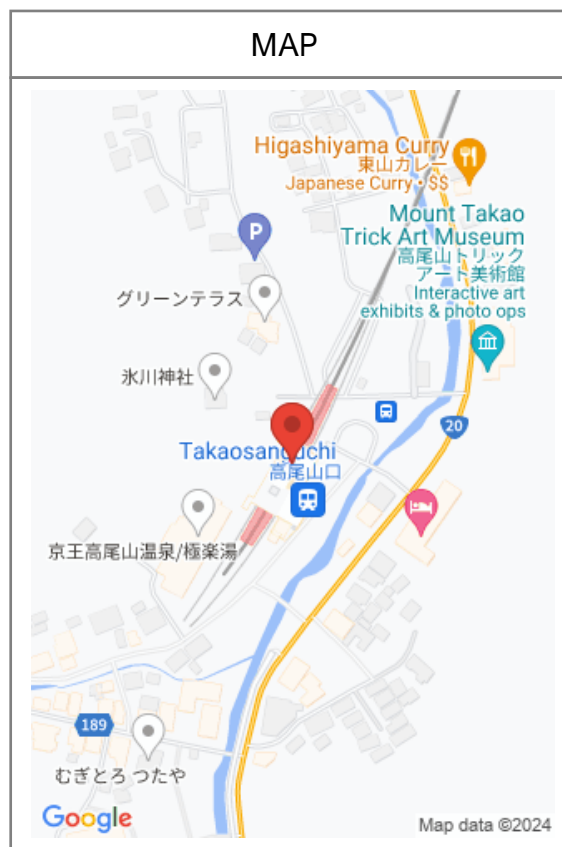 MAP
Higashiyama Curry
東山カレー
Japanese Curry・$$
Mount Takao
Trick Art Museum
高尾山トリック
アート美術館
Interactive art
exhibits & photo ops
P
グリーンテラス
氷川神社
20
Takaosanguchi
高尾山口
京王高尾山温泉/極楽湯
189
むぎとろ つたや
Google
Map data ©2024